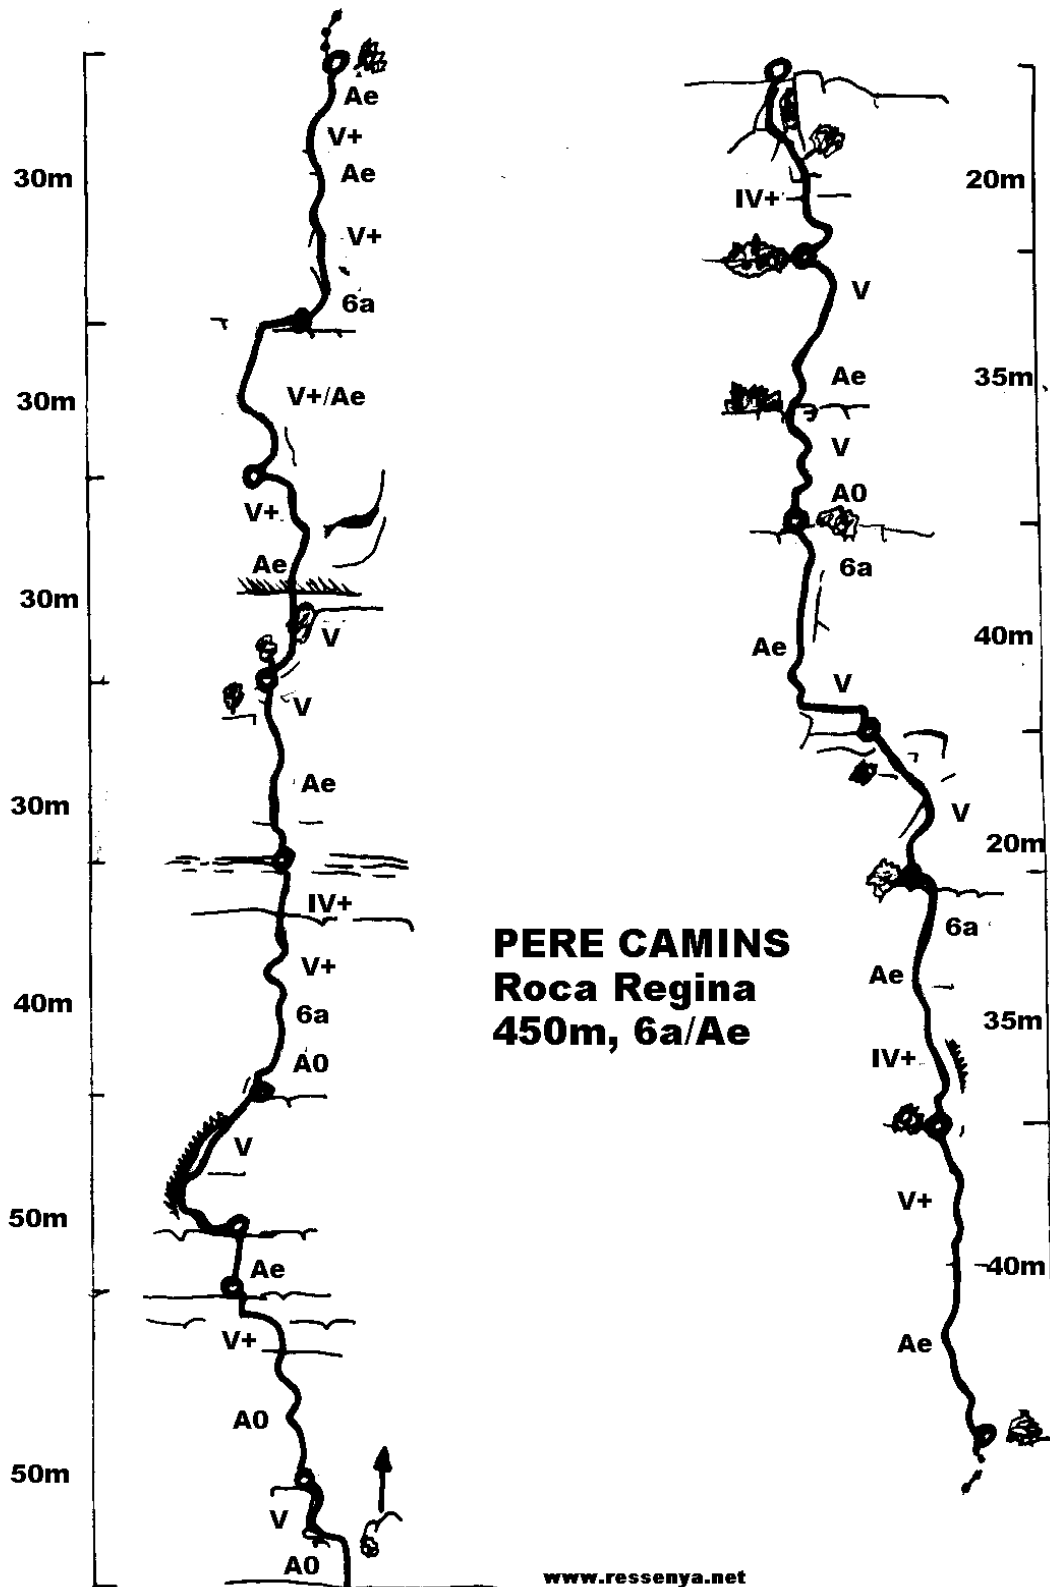 Ae
V+
Ae
30m
V+
6a
V+/Ae
30m
V+
Ae
30m
V
V
Ae
30m
IV+
V+
40m
6a
A0
V
50m
Ae
V+
A0
50m
V
A0
20m
IV+
V
Ae
35m
V
A0
6a
40m
Ae
V
V
20m
6a
Ae
35m
IV+
V+
40m
Ae
PERE CAMINS
Roca Regina
450m, 6a/Ae
www.ressenya.net